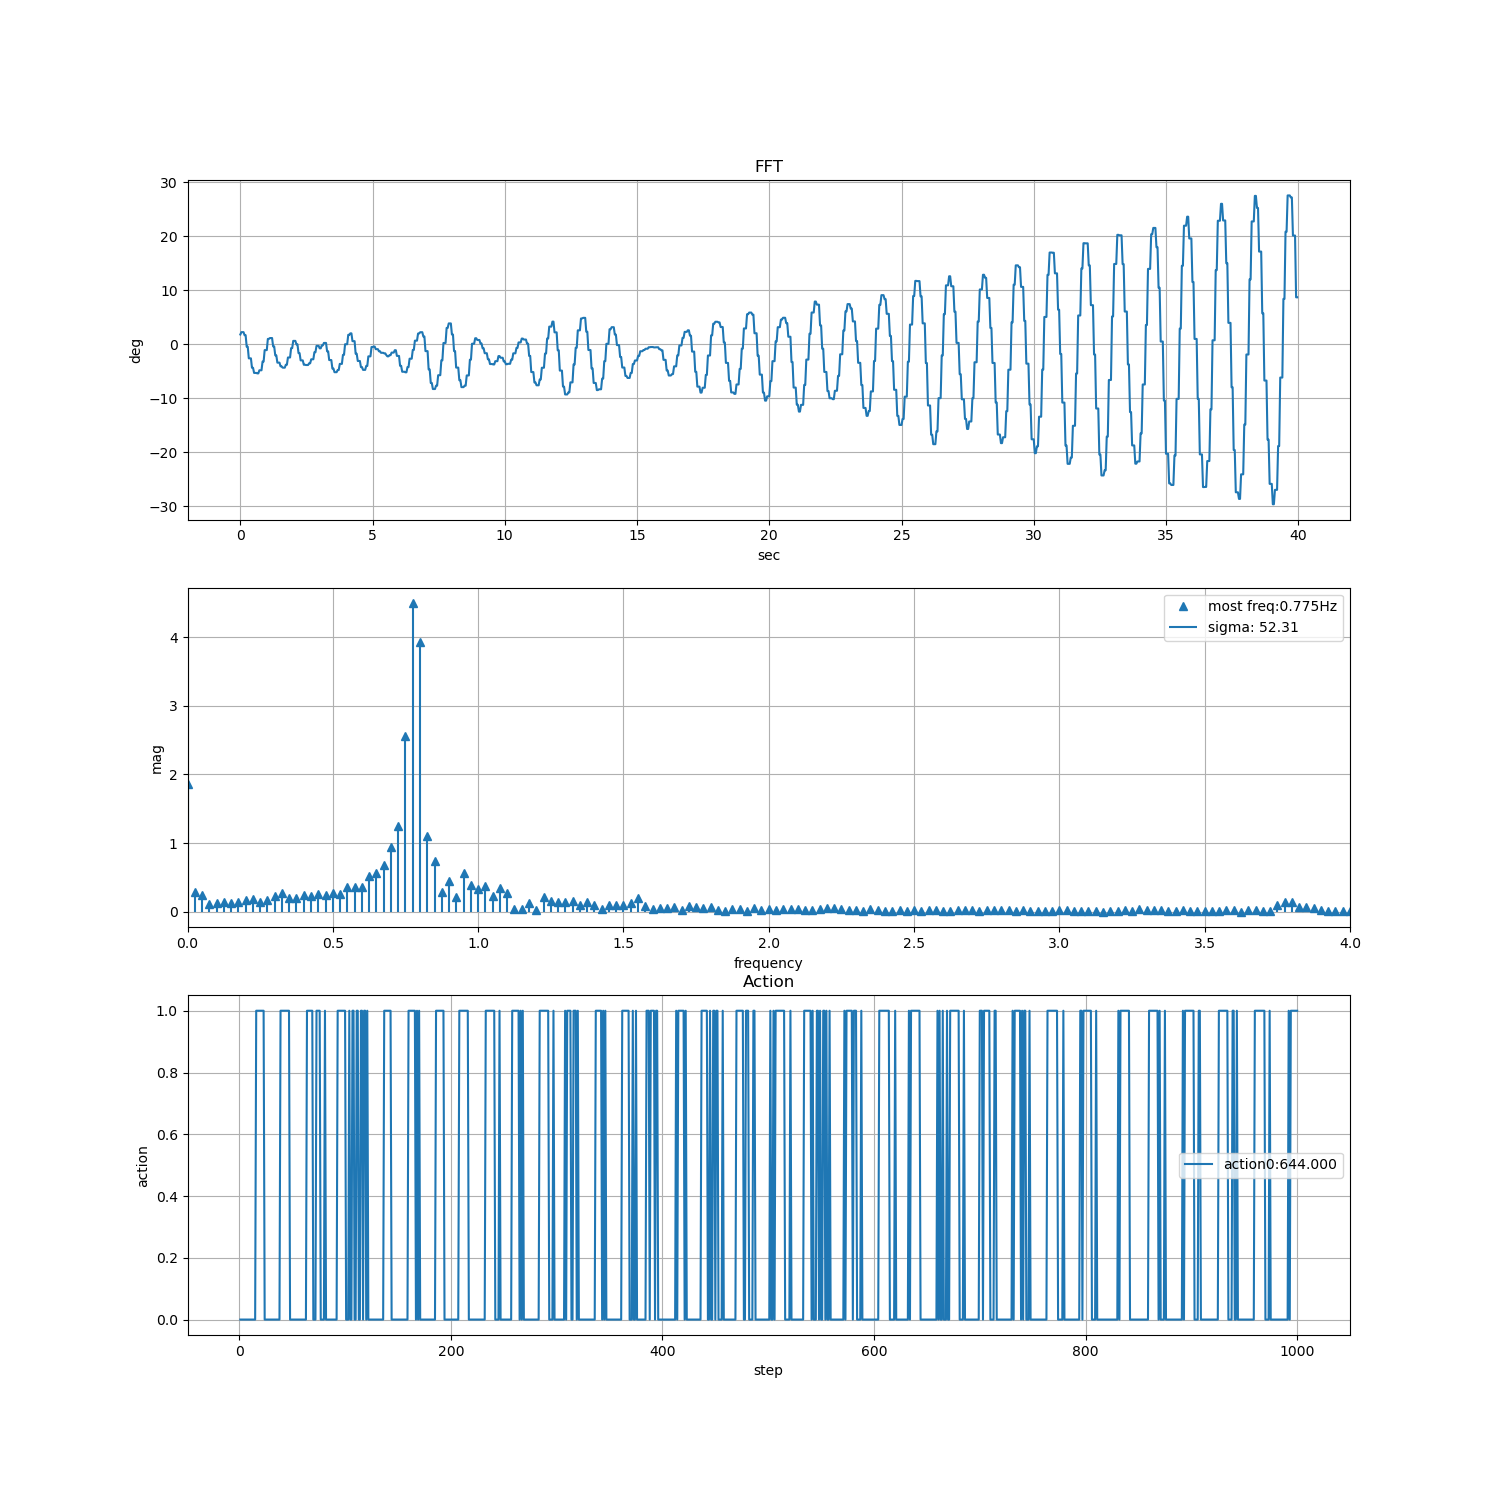 FFT
30
20
10
0
−10
−20
−30
deg
0 5 10 15 20 25 30 35 40
sec
most freq:0.775Hz
sigma: 52.31
4
3
2
1
0
mag
0.0 0.5 1.0 1.5 2.0 2.5 3.0 3.5 4.0
frequency
Action
1.0
0.8
0.6
0.4
0.2
0.0
action
action0:644.000
0 200 400 600 800 1000
step